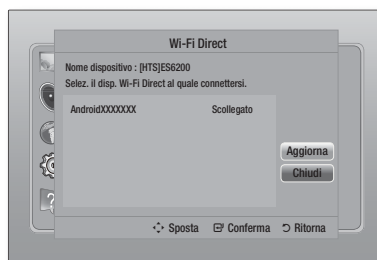 Wi-Fi Direct
Nome dispositivo : [HTS]ES6200
Selez. il disp. Wi-Fi Direct al quale connettersi.
AndroidXXXXXXX Scollegato
Aggiorna
Chiudi
Sposta Conferma Ritorna